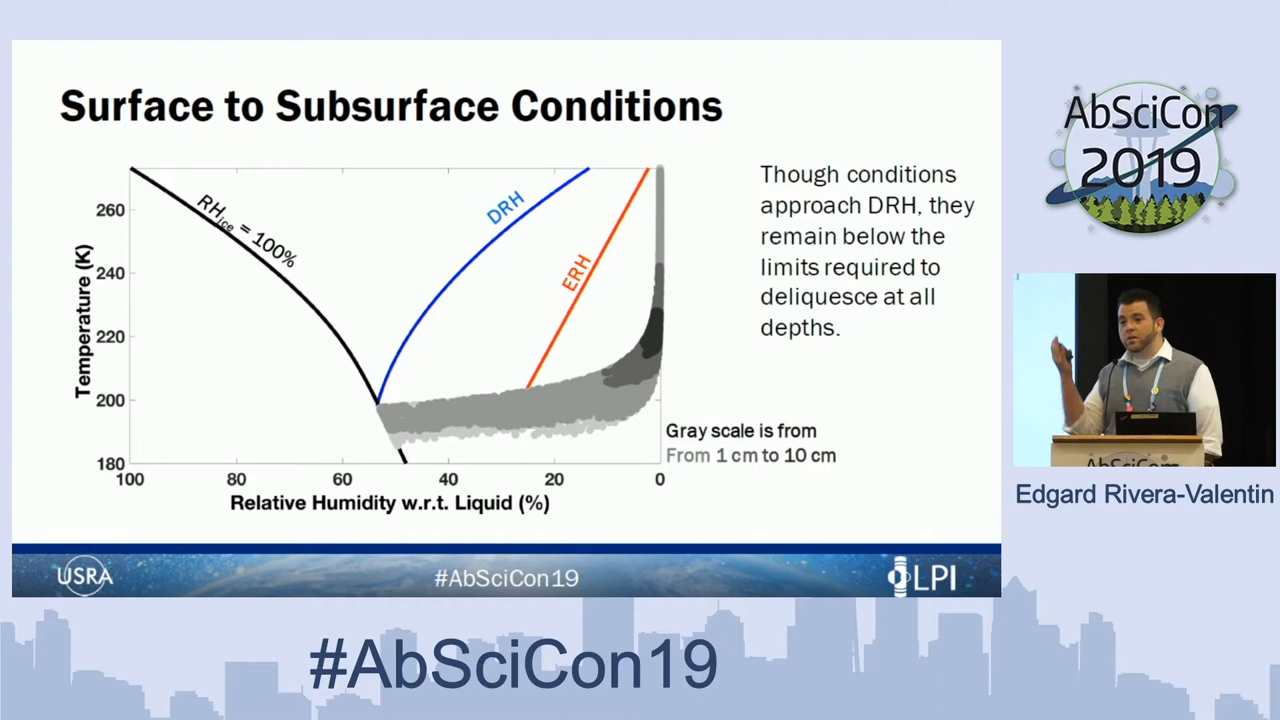 Surface to Subsurface Conditions
260
240
220
200
180
100
80
60
40
20
0
Temperature (K)
Relative Humidity w.r.t. Liquid (%)
RHice = 100%
DRH
ERH
Though conditions
approach DRH, they
remain below the
limits required to
deliquesce at all
depths.
Gray scale is from
From 1 cm to 10 cm
USRA
#AbSciCon19
LPI
AbSciCon
2019
AbSciCon
Edgard Rivera-Valentin
#AbSciCon19